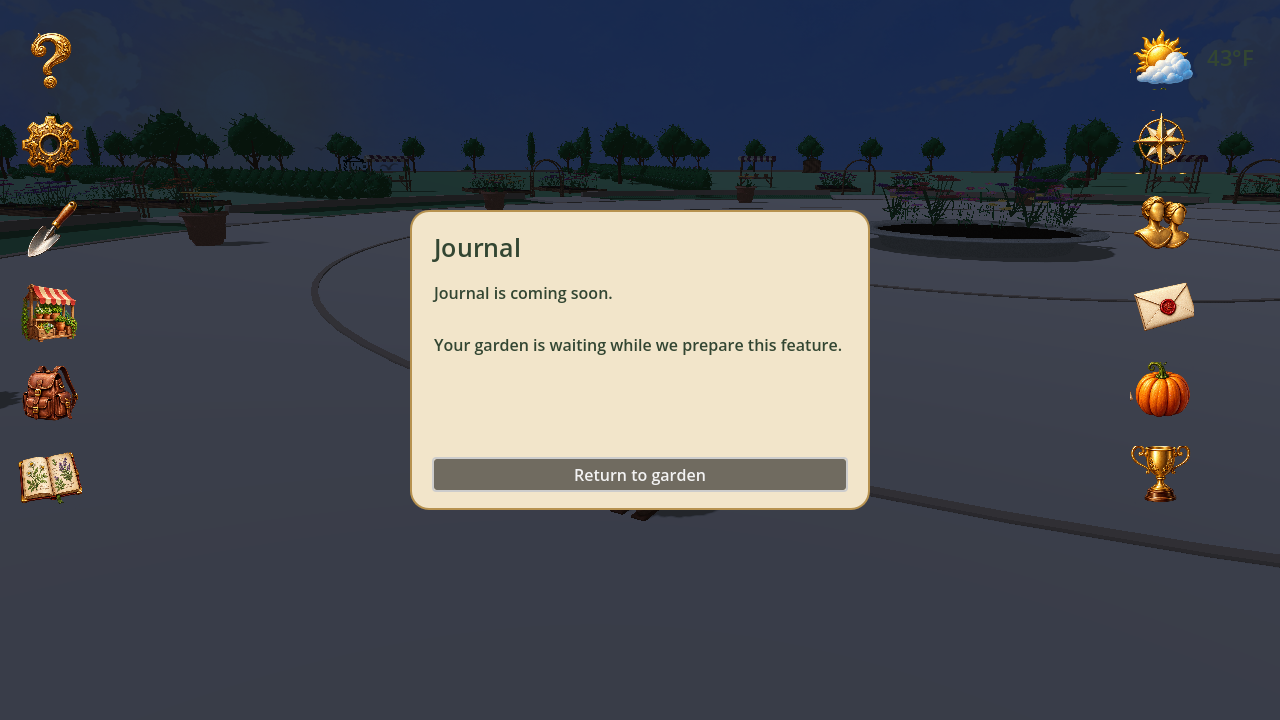 43°F
Journal
Journal is coming soon.
Your garden is waiting while we prepare this feature.
Return to garden